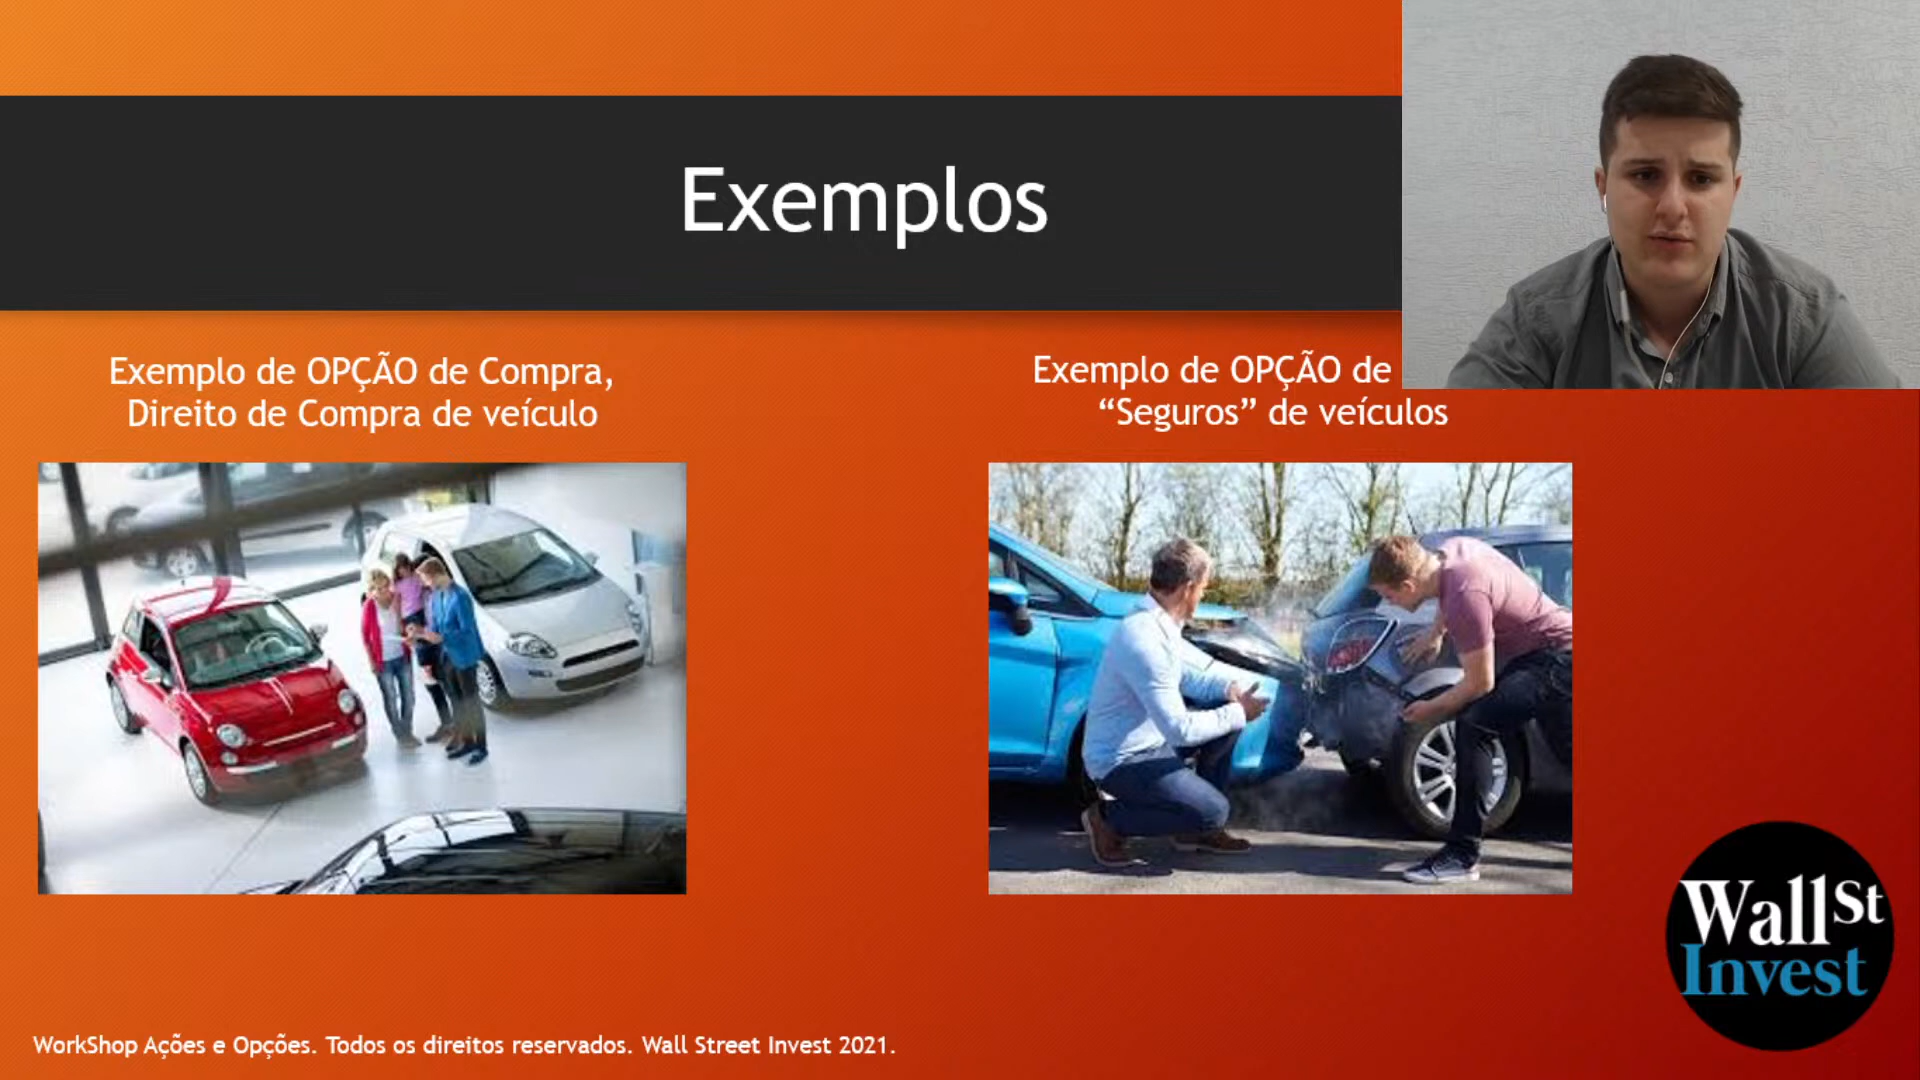 Exemplos
Exemplo de OPÇÃO de Compra,
Direito de Compra de veículo
Exemplo de OPÇÃO de
“Seguros” de veículos
WallSt
Invest
WorkShop Ações e Opções. Todos os direitos reservados. Wall Street Invest 2021.